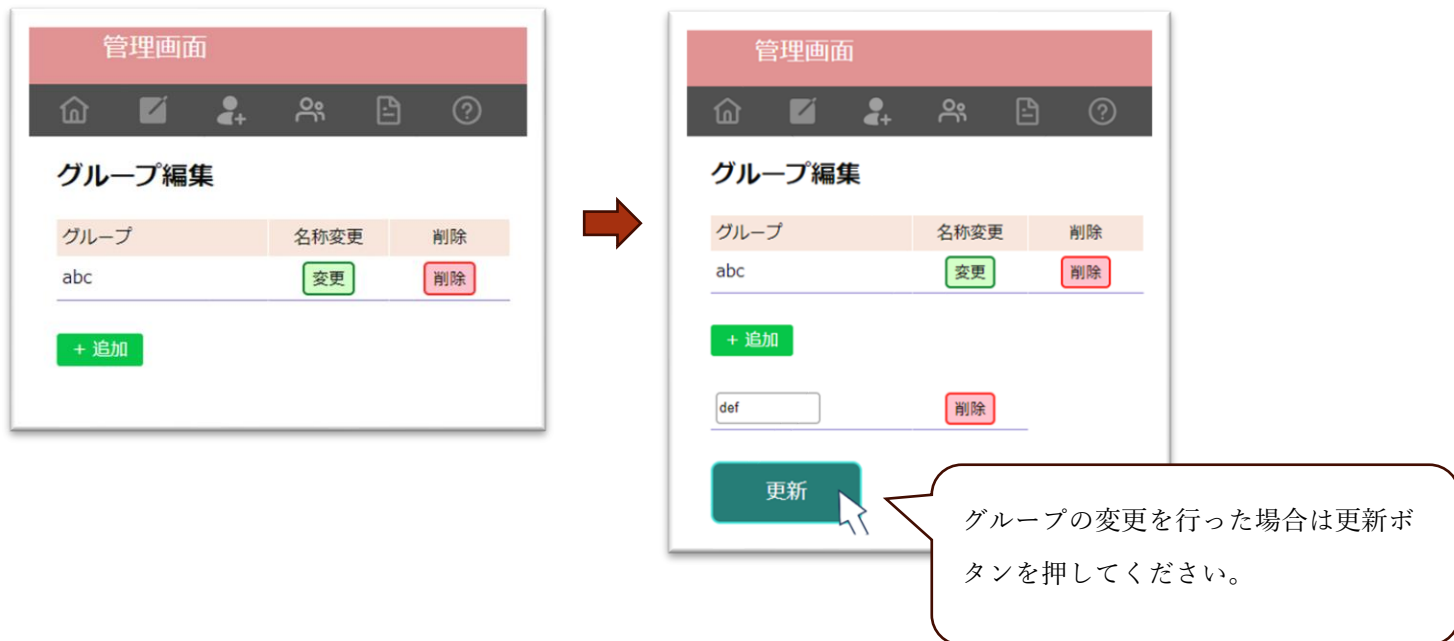 管理画面
グループ編集
グループ 名称変更 削除
abc 変更 削除
+ 追加
管理画面
グループ編集
グループ 名称変更 削除
abc 変更 削除
+ 追加
def 削除
更新
グループの変更を行った場合は更新ボ
タンを押してください。